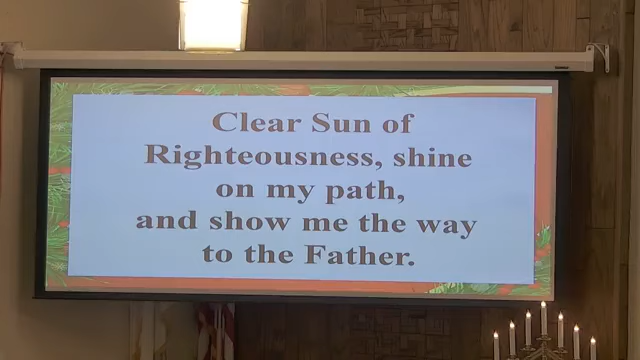 Clear Sun of
Righteousness, shine
on my path,
and show me the way
to the Father.